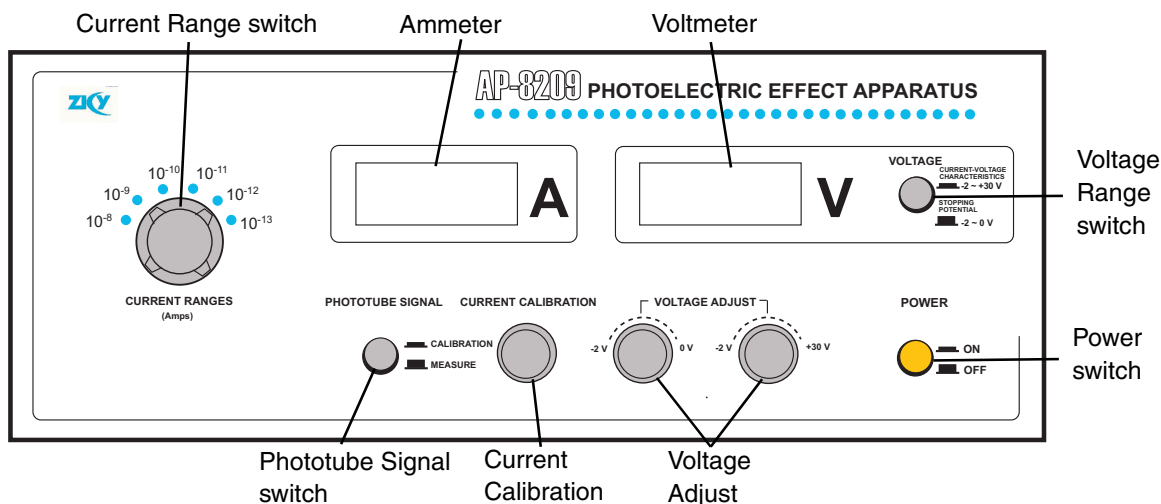 Current Range switch
Ammeter
Voltmeter
ZKY
AP-8209 PHOTOELECTRIC EFFECT APPARATUS
10⁻⁸
10⁻⁹
10⁻¹⁰
10⁻¹¹
10⁻¹²
10⁻¹³
CURRENT RANGES
(Amps)
A
V
VOLTAGE
CURRENT-VOLTAGE
CHARACTERISTICS
-2 ~ +30 V
STOPPING
POTENTIAL
-2 ~ 0 V
Voltage
Range
switch
PHOTOTUBE SIGNAL
CALIBRATION
MEASURE
CURRENT CALIBRATION
VOLTAGE ADJUST
-2 V
0 V
-2 V
+30 V
POWER
ON
OFF
Power
switch
Phototube Signal
switch
Current
Calibration
Voltage
Adjust